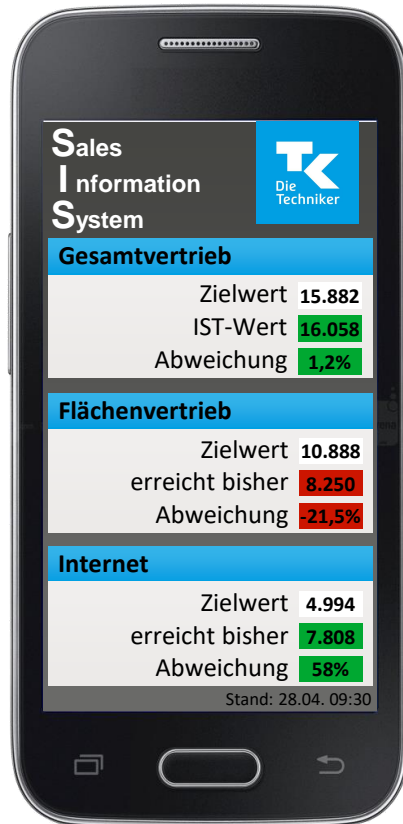 Sales
Information
System
Die
Techniker
Gesamtvertrieb
Zielwert 15.882
IST-Wert 16.058
Abweichung 1,2%
Flächenvertrieb
Zielwert 10.888
erreicht bisher 8.250
Abweichung -21,5%
Internet
Zielwert 4.994
erreicht bisher 7.808
Abweichung 58%
Stand: 28.04. 09:30